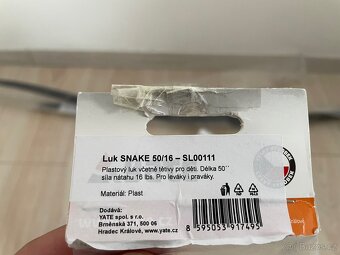 Luk SNAKE 50/16 – SL00111
Plastový luk včetně tětivy pro děti. Délka 50´´
síla nátahu 16 lbs. Pro leváky i praváky.
Materiál: Plast
Dodává:
YATE spol. s r.o.
Brněnská 371, 500 06
Hradec Králové, www.yate.cz
8 595053 917495